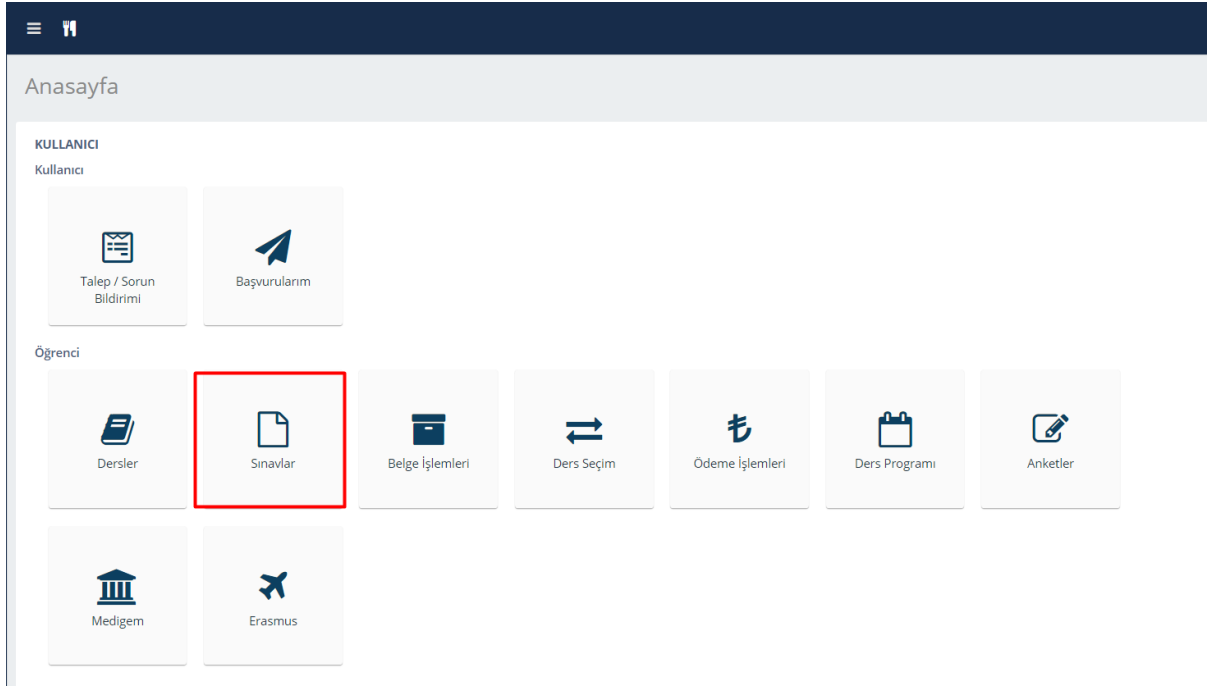 Anasayfa
KULLANICI
Kullanıcı
Talep / Sorun
Bildirimi
Başvurularım
Öğrenci
Dersler
Sınavlar
Belge İşlemleri
Ders Seçim
Ödeme İşlemleri
Ders Programı
Anketler
Medigem
Erasmus